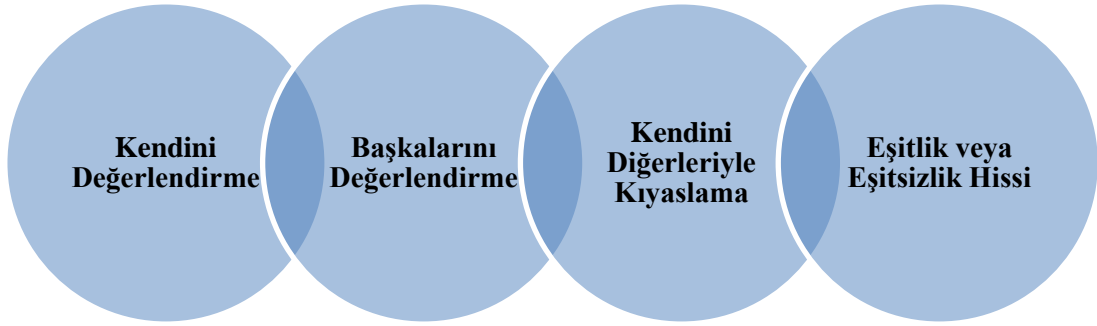 Kendini
Değerlendirme
Başkalarını
Değerlendirme
Kendini
Diğerleriyle
Kıyaslama
Eşitlik veya
Eşitsizlik Hissi